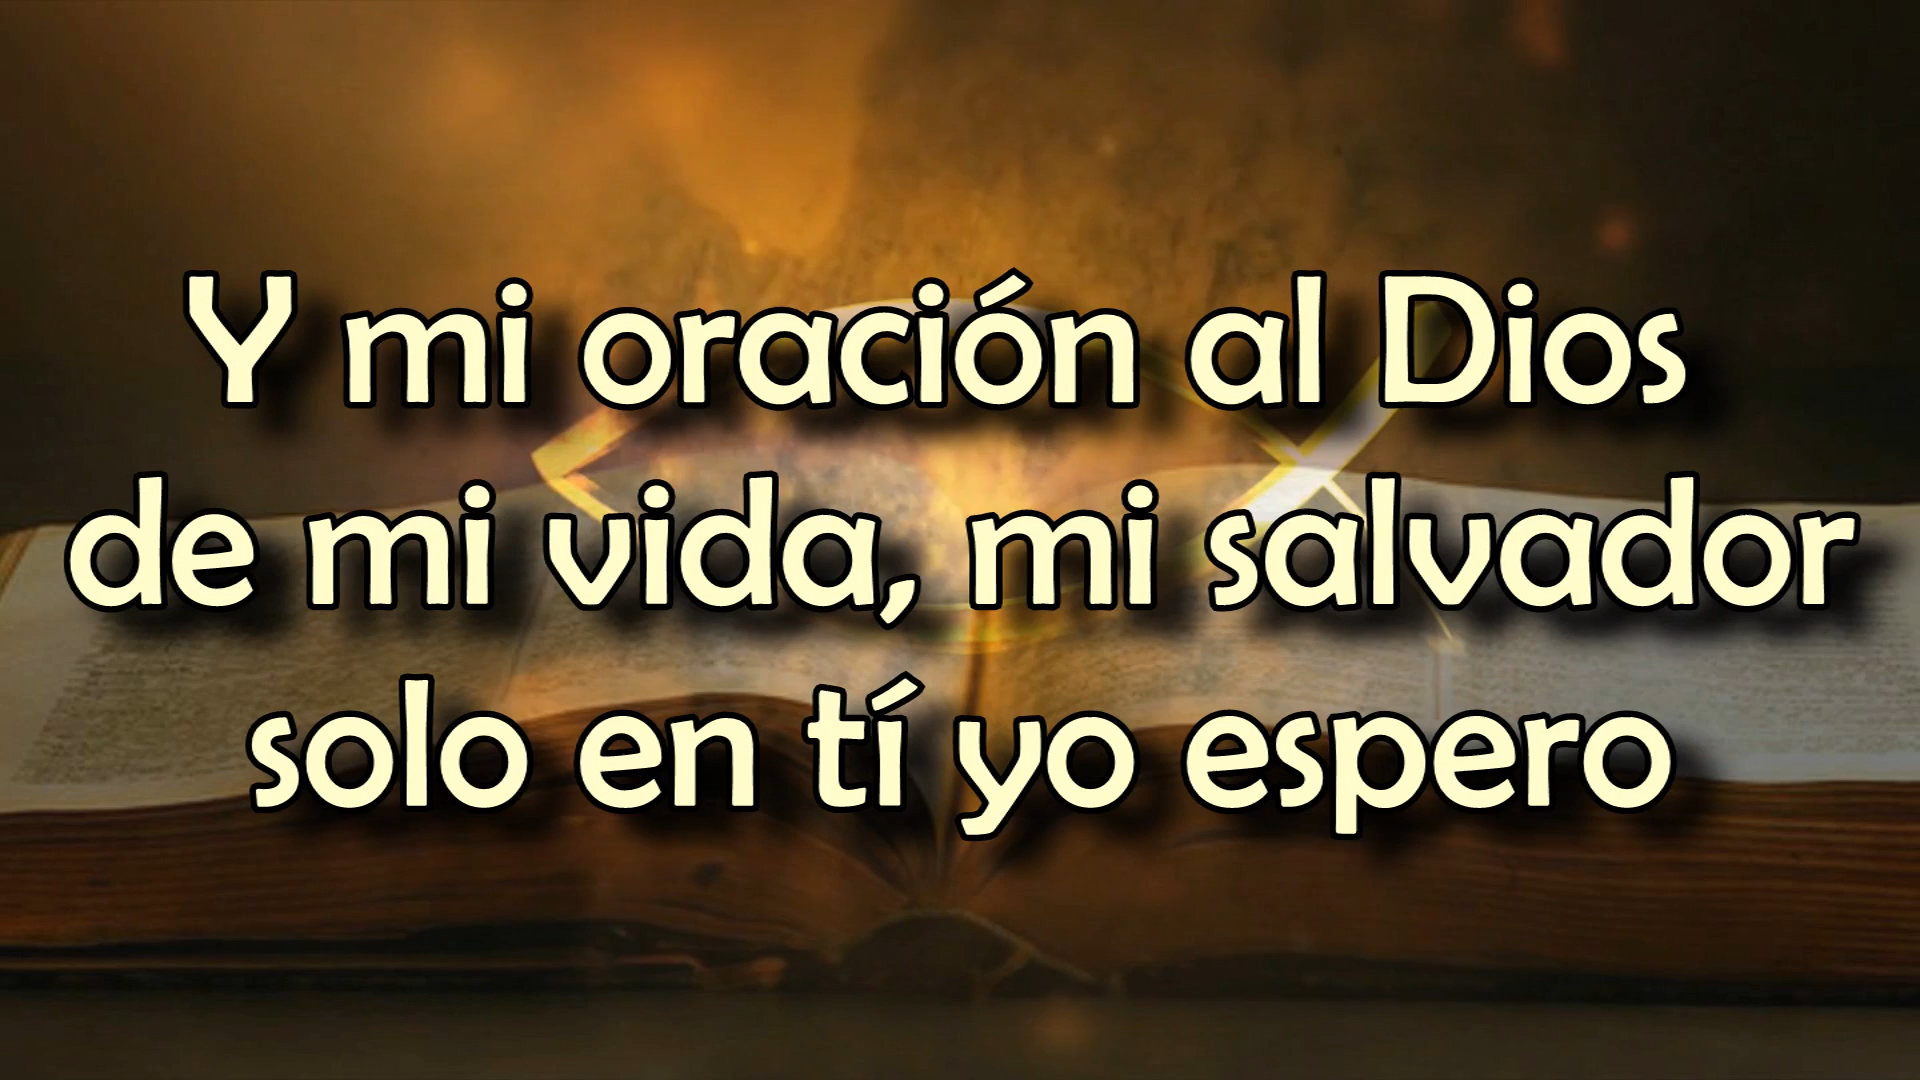 Y mi oración al Dios
de mi vida, mi salvador
solo en tí yo espero